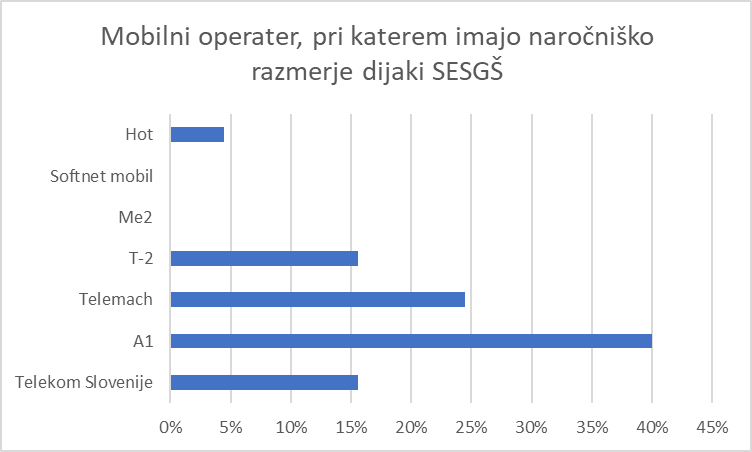 Mobilni operater, pri katerem imajo naročniško
razmerje dijaki SESGŠ
Hot
Softnet mobil
Me2
T-2
Telemach
A1
Telekom Slovenije
0% 5% 10% 15% 20% 25% 30% 35% 40% 45%